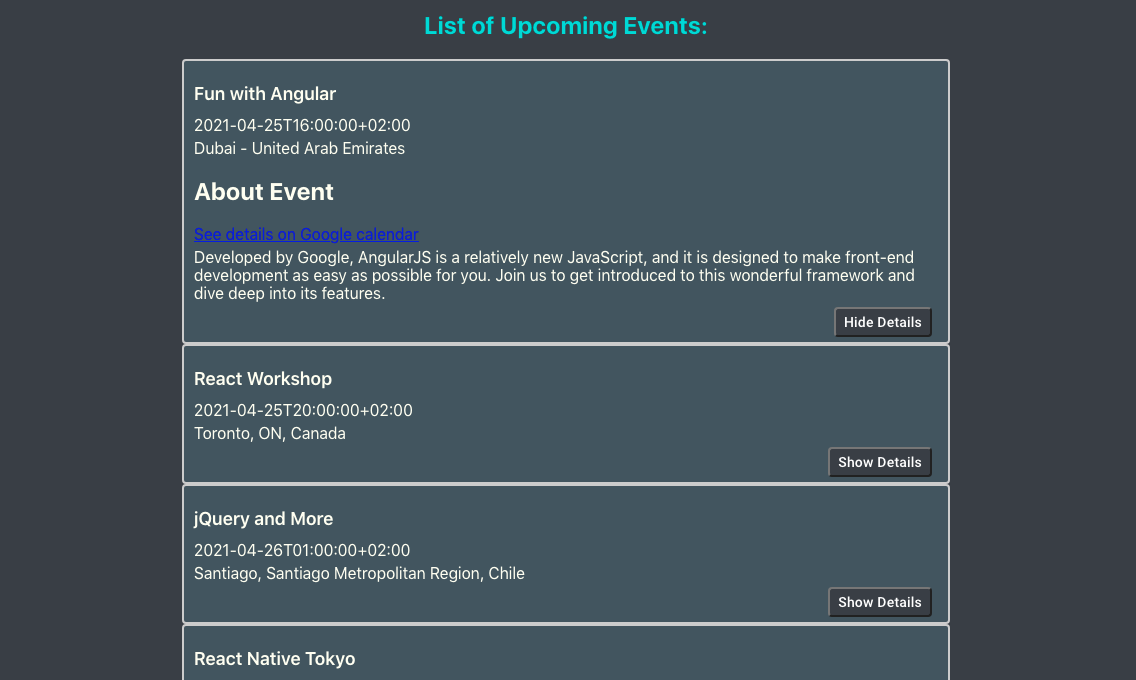 List of Upcoming Events:
Fun with Angular
2021-04-25T16:00:00+02:00
Dubai - United Arab Emirates
About Event
See details on Google calendar
Developed by Google, AngularJS is a relatively new JavaScript, and it is designed to make front-end
development as easy as possible for you. Join us to get introduced to this wonderful framework and
dive deep into its features.
Hide Details
React Workshop
2021-04-25T20:00:00+02:00
Toronto, ON, Canada
Show Details
jQuery and More
2021-04-26T01:00:00+02:00
Santiago, Santiago Metropolitan Region, Chile
Show Details
React Native Tokyo